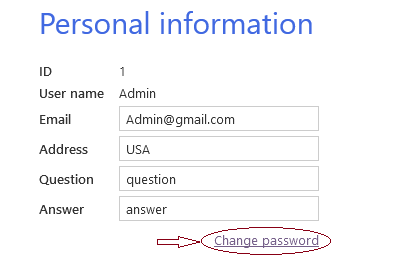 Personal information
ID 1
User name Admin
Email Admin@gmail.com
Address USA
Question question
Answer answer
Change password